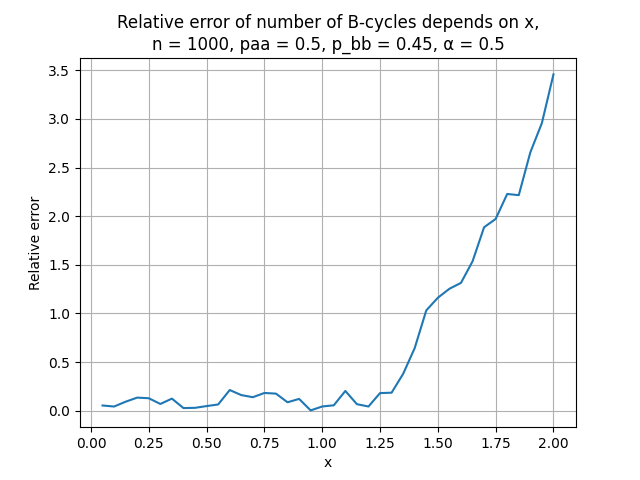 Relative error of number of B-cycles depends on x,
n = 1000, paa = 0.5, p_bb = 0.45, α = 0.5
3.5
3.0
2.5
2.0
1.5
1.0
0.5
0.0
Relative error
0.00 0.25 0.50 0.75 1.00 1.25 1.50 1.75 2.00
x